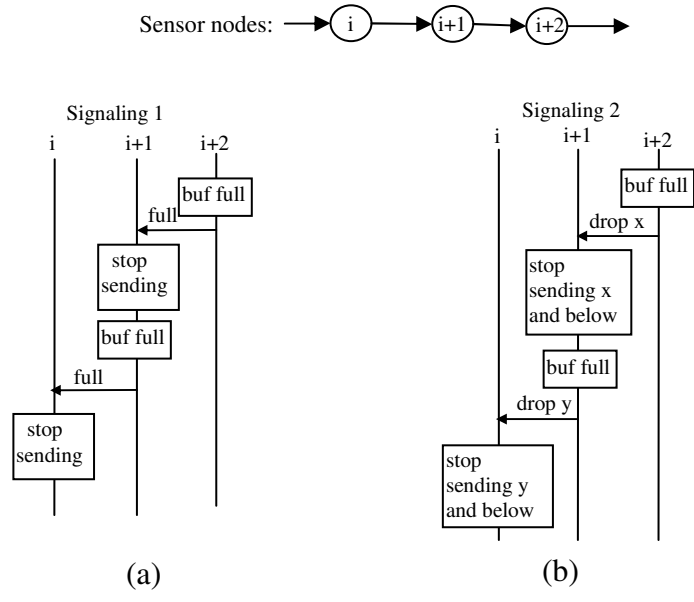 Sensor nodes:
i
i+1
i+2
Signaling 1
i
i+1
i+2
buf full
full
stop
sending
buf full
full
stop
sending
(a)
Signaling 2
i
i+1
i+2
buf full
drop x
stop
sending x
and below
buf full
drop y
stop
sending y
and below
(b)